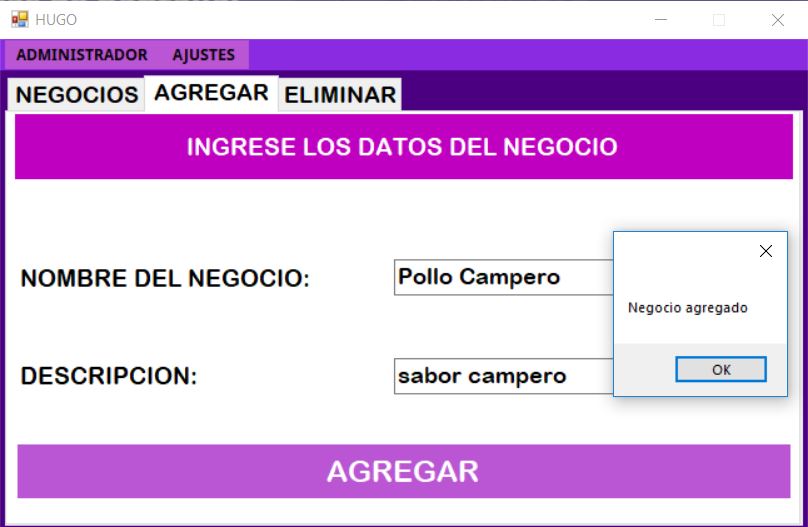 HUGO
ADMINISTRADOR AJUSTES
NEGOCIOS AGREGAR ELIMINAR
INGRESE LOS DATOS DEL NEGOCIO
NOMBRE DEL NEGOCIO: Pollo Campero
Negocio agregado
DESCRIPCION: sabor campero
OK
AGREGAR